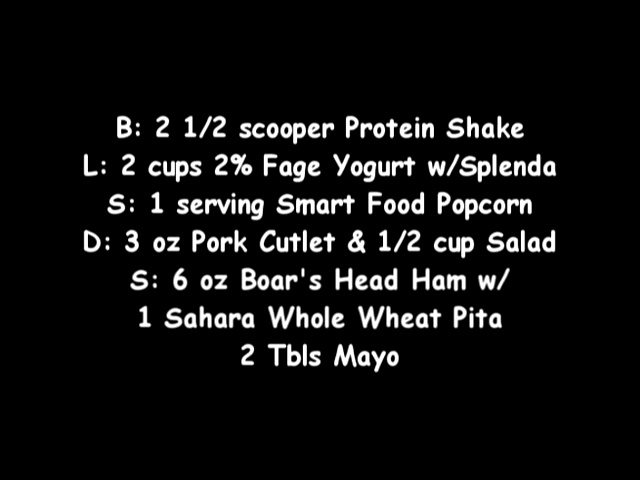 B: 2 1/2 scooper Protein Shake
L: 2 cups 2% Fage Yogurt w/Splenda
S: 1 serving Smart Food Popcorn
D: 3 oz Pork Cutlet & 1/2 cup Salad
S: 6 oz Boar's Head Ham w/
1 Sahara Whole Wheat Pita
2 Tbls Mayo